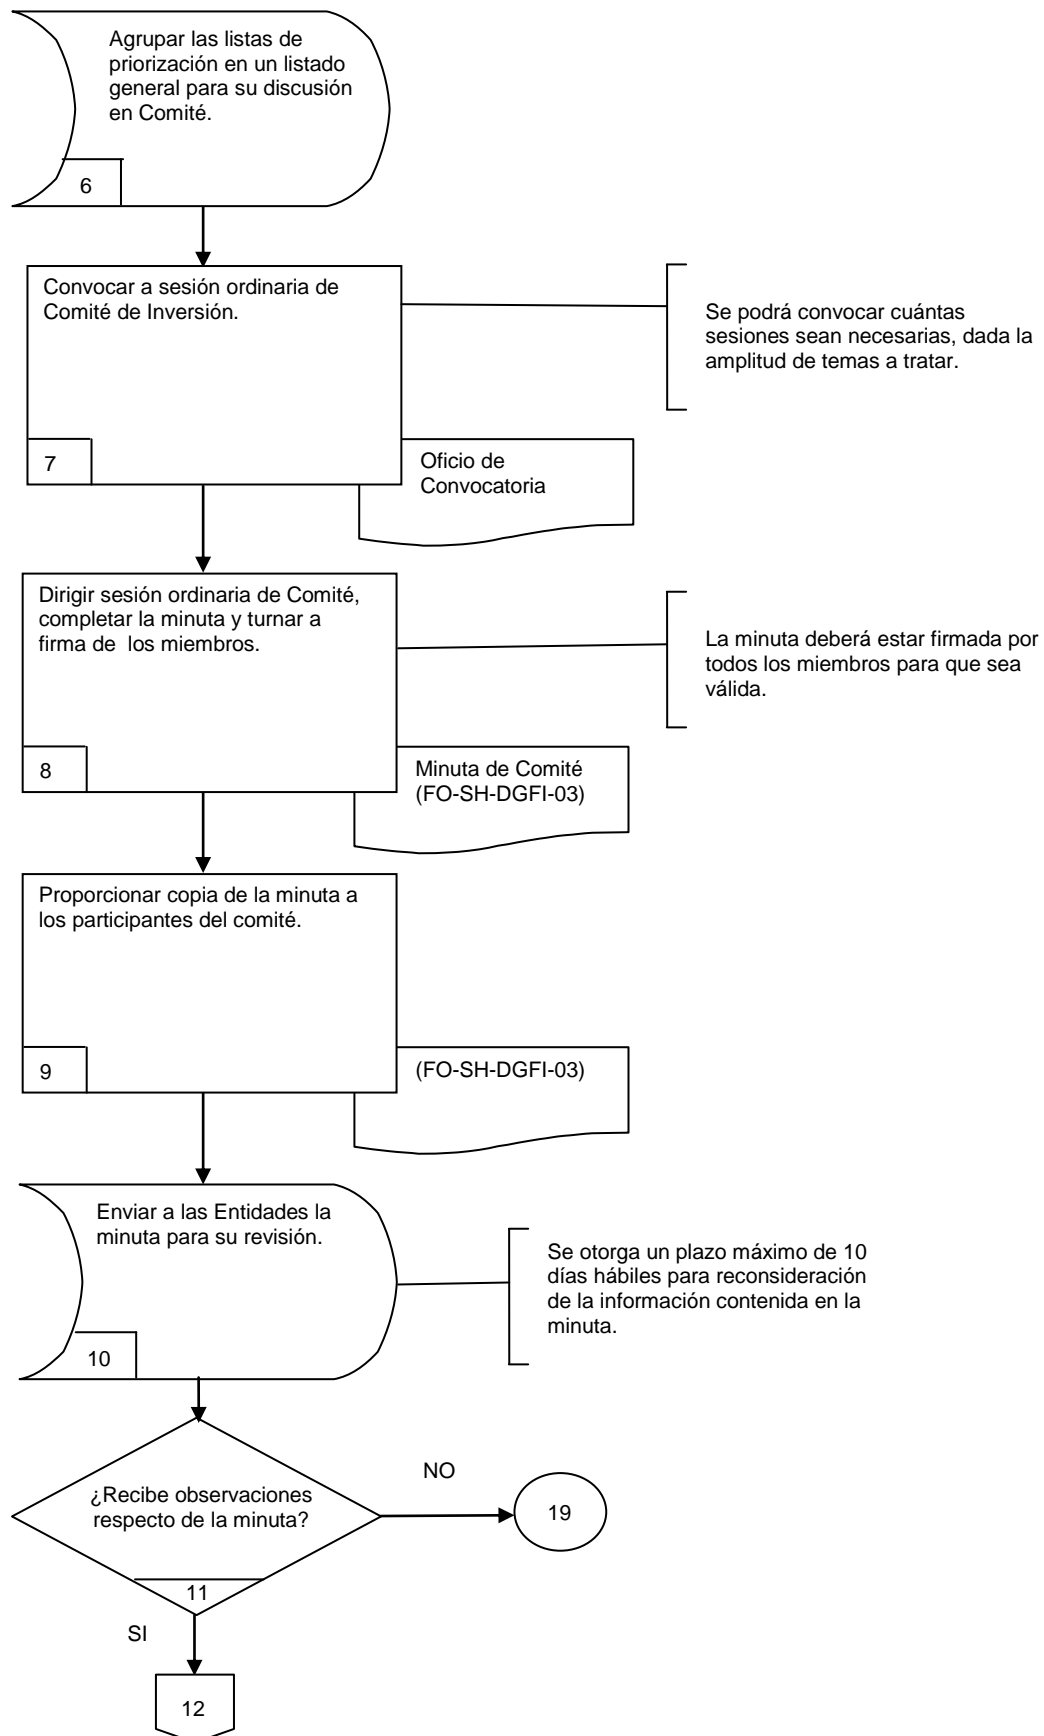 Agrupar las listas de
priorización en un listado
general para su discusión
en Comité.
6
Convocar a sesión ordinaria de
Comité de Inversión.
Se podrá convocar cuántas
sesiones sean necesarias, dada la
amplitud de temas a tratar.
7
Oficio de
Convocatoria
Dirigir sesión ordinaria de Comité,
completar la minuta y turnar a
firma de  los miembros.
La minuta deberá estar firmada por
todos los miembros para que sea
válida.
8
Minuta de Comité
(FO-SH-DGFI-03)
Proporcionar copia de la minuta a
los participantes del comité.
9
(FO-SH-DGFI-03)
Enviar a las Entidades la
minuta para su revisión.
Se otorga un plazo máximo de 10
días hábiles para reconsideración
de la información contenida en la
minuta.
10
¿Recibe observaciones
respecto de la minuta?
11
NO
19
SI
12